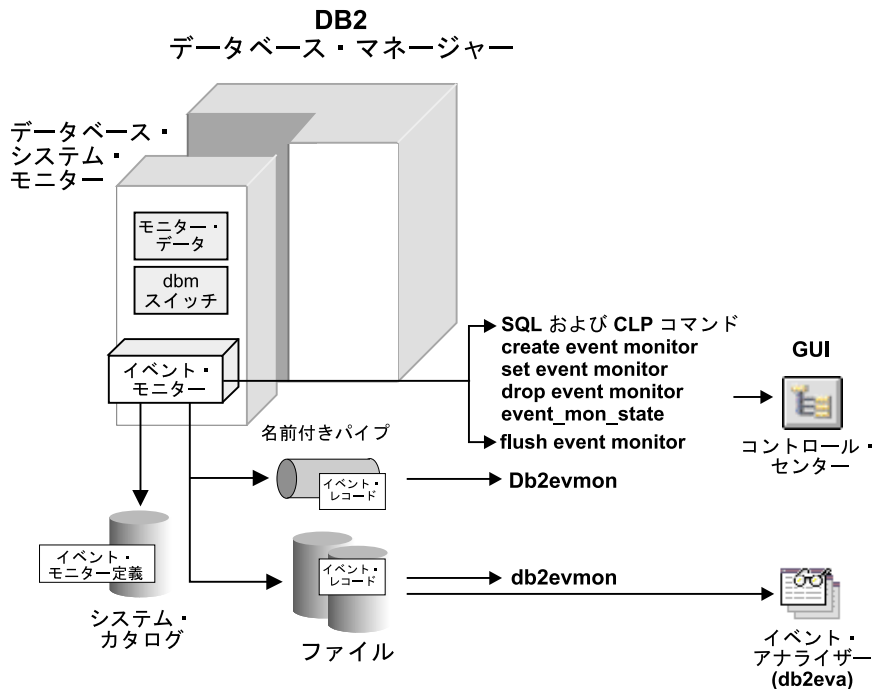 DB2
データベース・マネージャー
データベース・
システム・
モニター
モニター・
データ
dbm
スイッチ
イベント・
モニター
SQL および CLP コマンド
create event monitor
set event monitor
drop event monitor
event_mon_state
flush event monitor
GUI
コントロール・
センター
名前付きパイプ
イベント・
レコード
Db2evmon
イベント・
モニター定義
システム・
カタログ
イベント・
レコード
ファイル
db2evmon
イベント・
アナライザー
(db2eva)